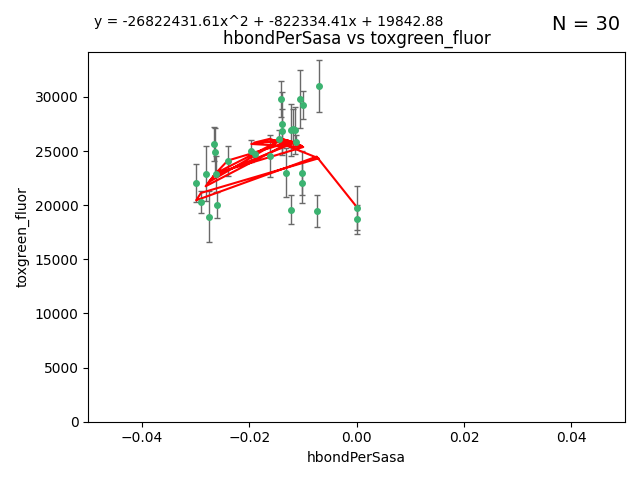 y = -26822431.61x^2 + -822334.41x + 19842.88
N = 30
hbondPerSasa vs toxgreen_fluor
toxgreen_fluor
30000
25000
20000
15000
10000
5000
0
−0.04
−0.02
0.00
0.02
0.04
hbondPerSasa